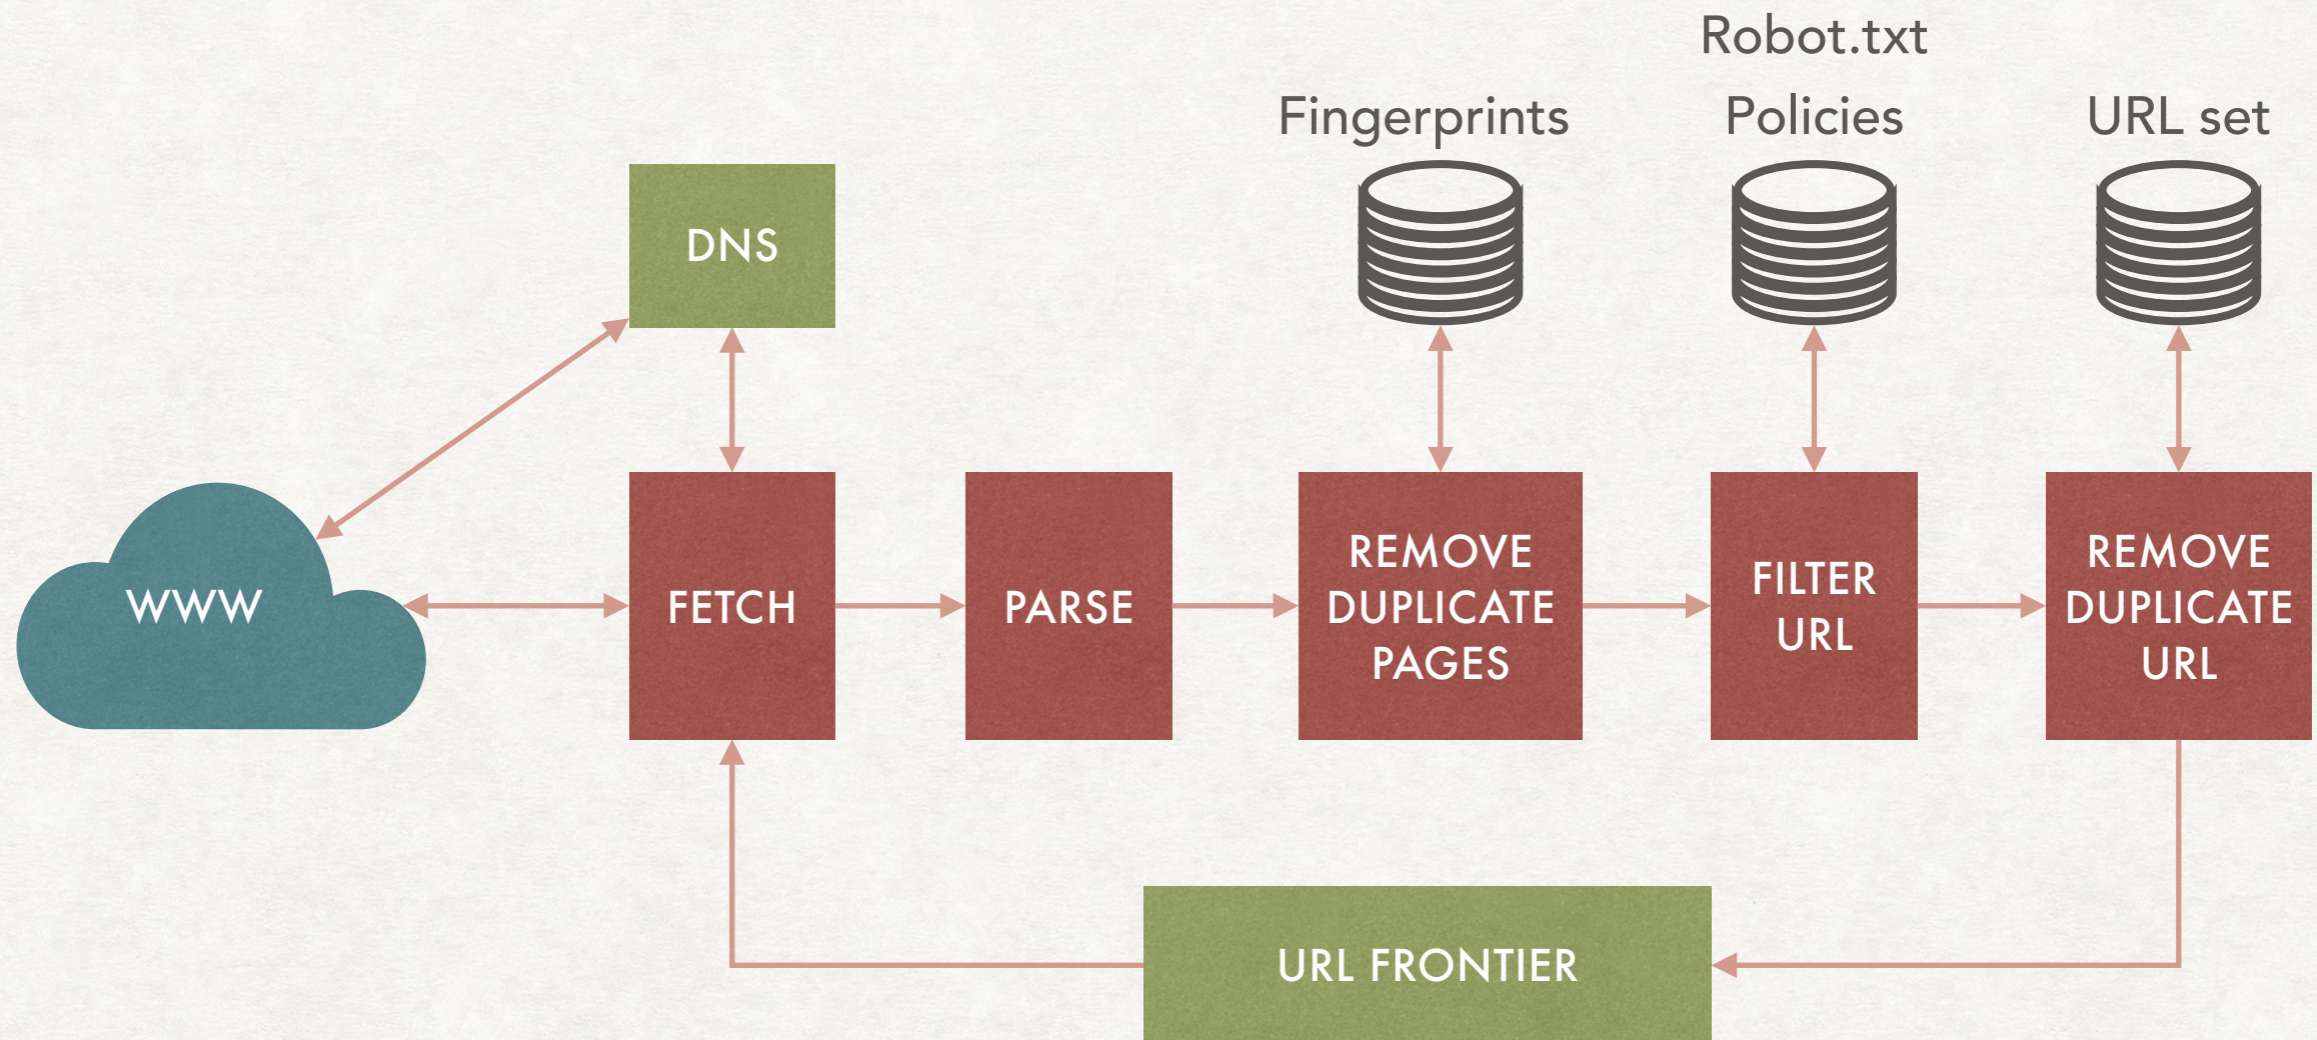 Robot.txt
Fingerprints
Policies
URL set
DNS
WWW
FETCH
PARSE
REMOVE
DUPLICATE
PAGES
FILTER
URL
REMOVE
DUPLICATE
URL
URL FRONTIER